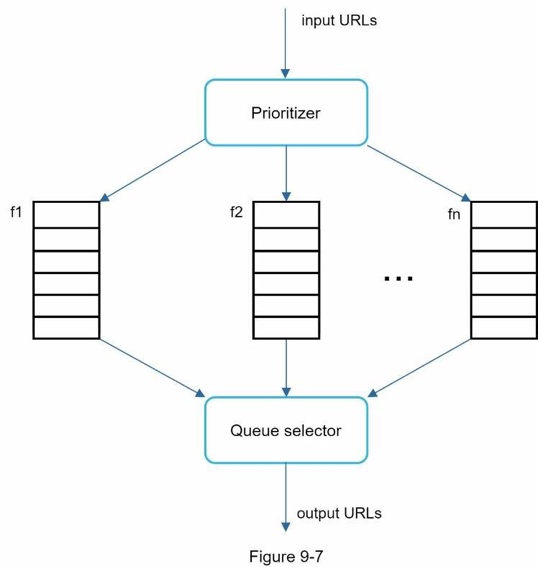 input URLs
Prioritizer
f1
f2
fn
...
Queue selector
output URLs
Figure 9-7